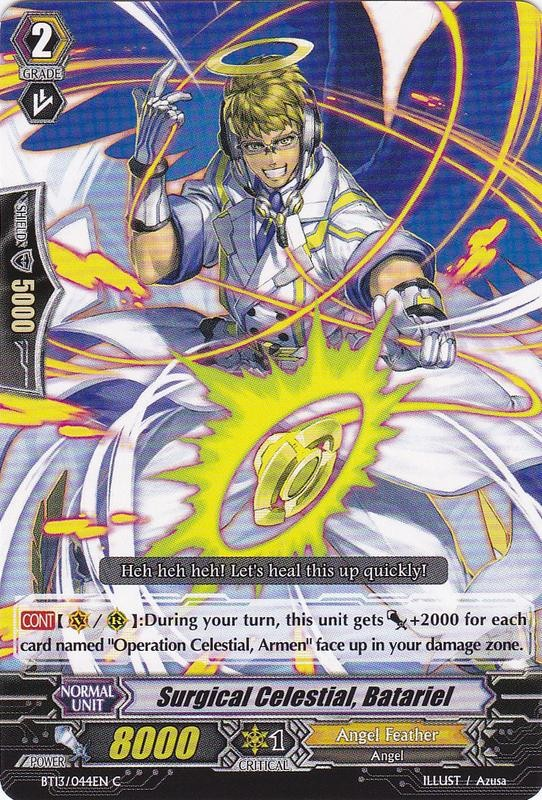 2
GRADE
SHIELD 5000
Heh heh heh! Let's heal this up quickly!
CONT【 V / R 】:During your turn, this unit gets +2000 for each
card named "Operation Celestial, Armen" face up in your damage zone.
NORMAL
UNIT
Surgical Celestial, Batariel
POWER 8000
1
CRITICAL
Angel Feather
Angel
BT13/044EN C
ILLUST / Azusa